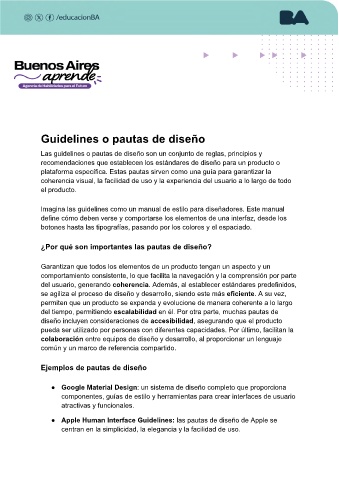 /educacionBA
BA
Buenos Aires
aprende
Agencia de Habilidades para el Futuro
Guidelines o pautas de diseño
Las guidelines o pautas de diseño son un conjunto de reglas, principios y
recomendaciones que establecen los estándares de diseño para un producto o
plataforma específica. Estas pautas sirven como una guía para garantizar la
coherencia visual, la facilidad de uso y la experiencia del usuario a lo largo de todo
el producto.
Imagina las guidelines como un manual de estilo para diseñadores. Este manual
define cómo deben verse y comportarse los elementos de una interfaz, desde los
botones hasta las tipografías, pasando por los colores y el espaciado.
¿Por qué son importantes las pautas de diseño?
Garantizan que todos los elementos de un producto tengan un aspecto y un
comportamiento consistente, lo que facilita la navegación y la comprensión por parte
del usuario, generando coherencia. Además, al establecer estándares predefinidos,
se agiliza el proceso de diseño y desarrollo, siendo este más eficiente. A su vez,
permiten que un producto se expanda y evolucione de manera coherente a lo largo
del tiempo, permitiendo escalabilidad en él. Por otra parte, muchas pautas de
diseño incluyen consideraciones de accesibilidad, asegurando que el producto
pueda ser utilizado por personas con diferentes capacidades. Por último, facilitan la
colaboración entre equipos de diseño y desarrollo, al proporcionar un lenguaje
común y un marco de referencia compartido.
Ejemplos de pautas de diseño
● Google Material Design: un sistema de diseño completo que proporciona
componentes, guías de estilo y herramientas para crear interfaces de usuario
atractivas y funcionales.
● Apple Human Interface Guidelines: las pautas de diseño de Apple se
centran en la simplicidad, la elegancia y la facilidad de uso.